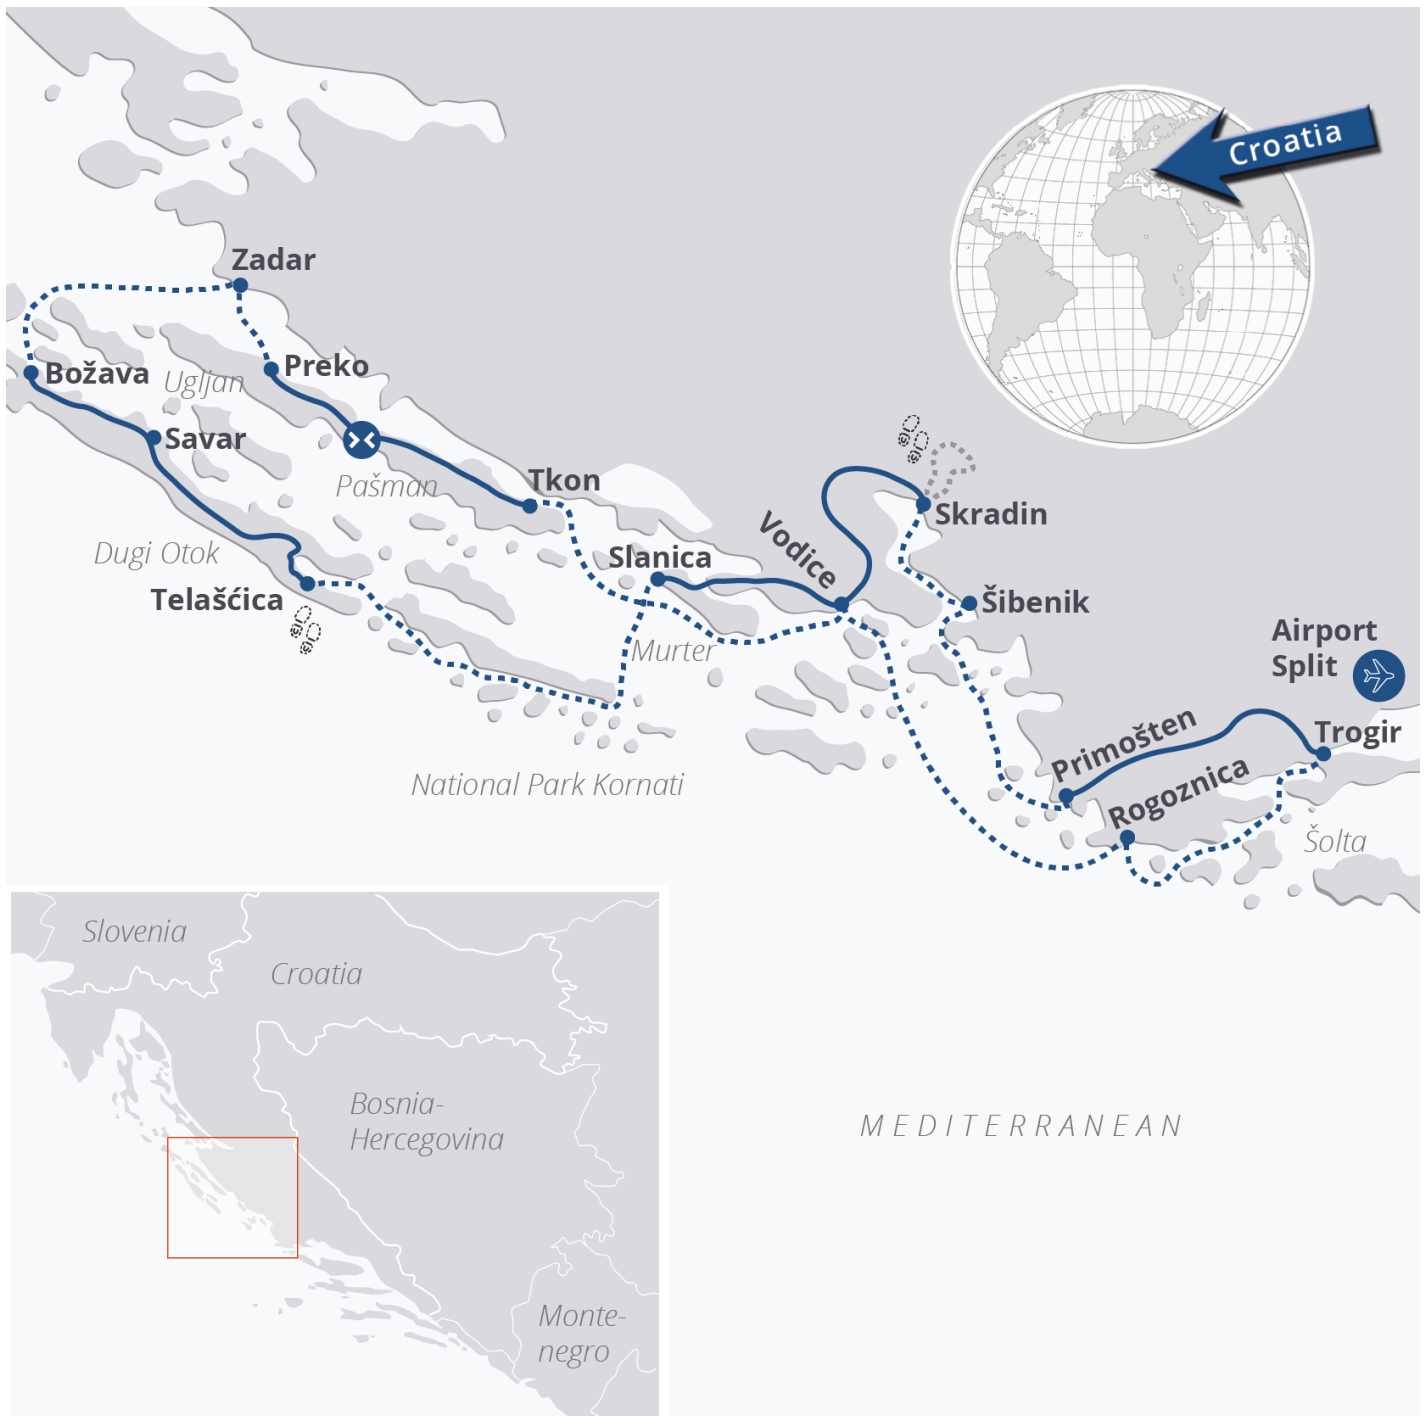 Croatia
Zadar
Preko
Božava
Ugljan
Savar
Pašman
Tkon
Dugi Otok
Telašćica
Slanica
Vodice
Skradin
Šibenik
Murter
Airport
Split
Primošten
Trogir
Rogoznica
National Park Kornati
Šolta
Slovenia
Croatia
Bosnia-
Hercegovina
Monte-
negro
MEDITERRANEAN